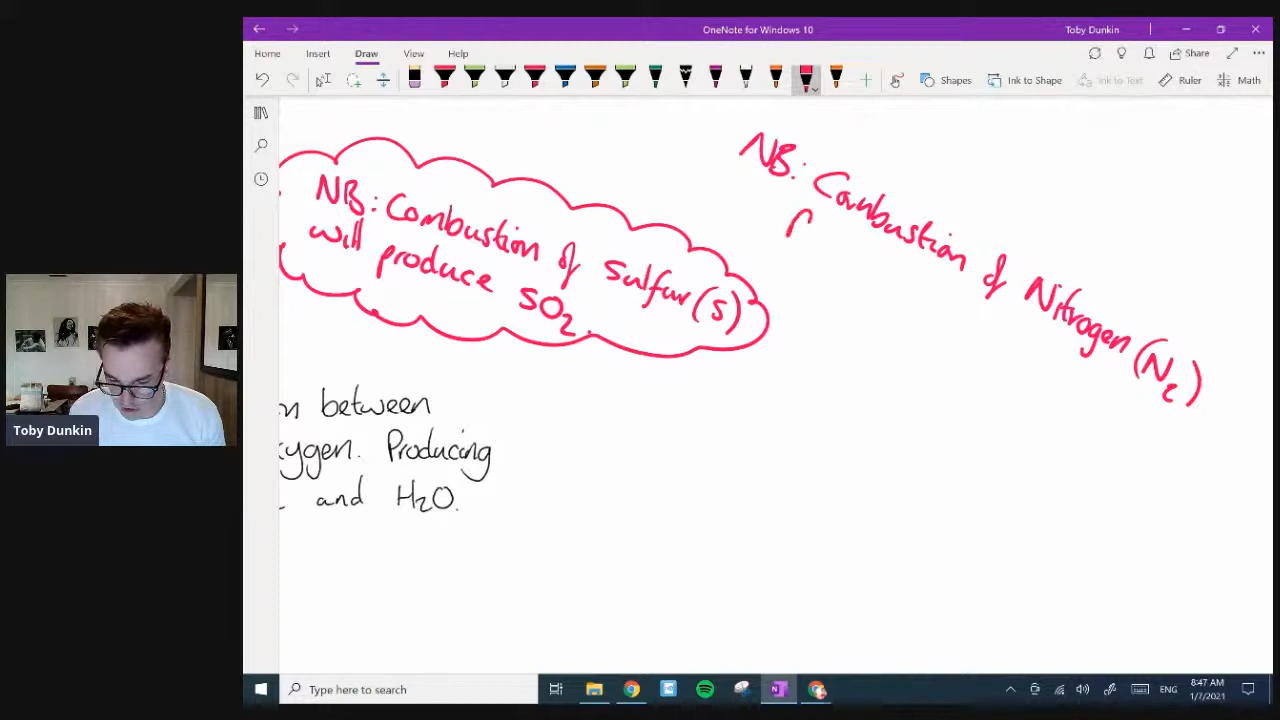 OneNote for Windows 10
Toby Dunkin
Home
Insert
Draw
View
Help
Share
Shapes
Ink to Shape
Ink to Text
Ruler
Math
NB: Combustion of sulfur(s)
will produce SO2.
NB: Combustion of Nitrogen(N2)
between
Producing
and H2O.
Toby Dunkin
Type here to search
ENG
8:47 AM
1/7/2021